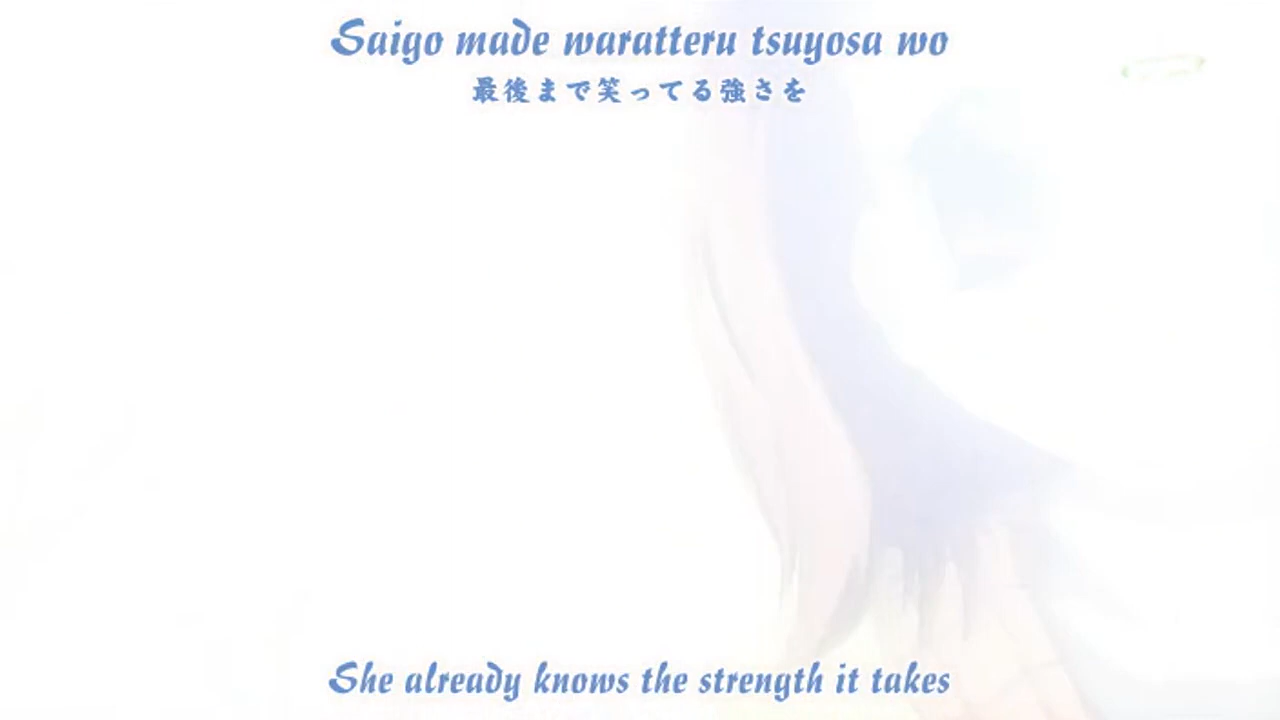 Saigo made waratteru tsuyosa wo
最後まで笑ってる強さを
She already knows the strength it takes